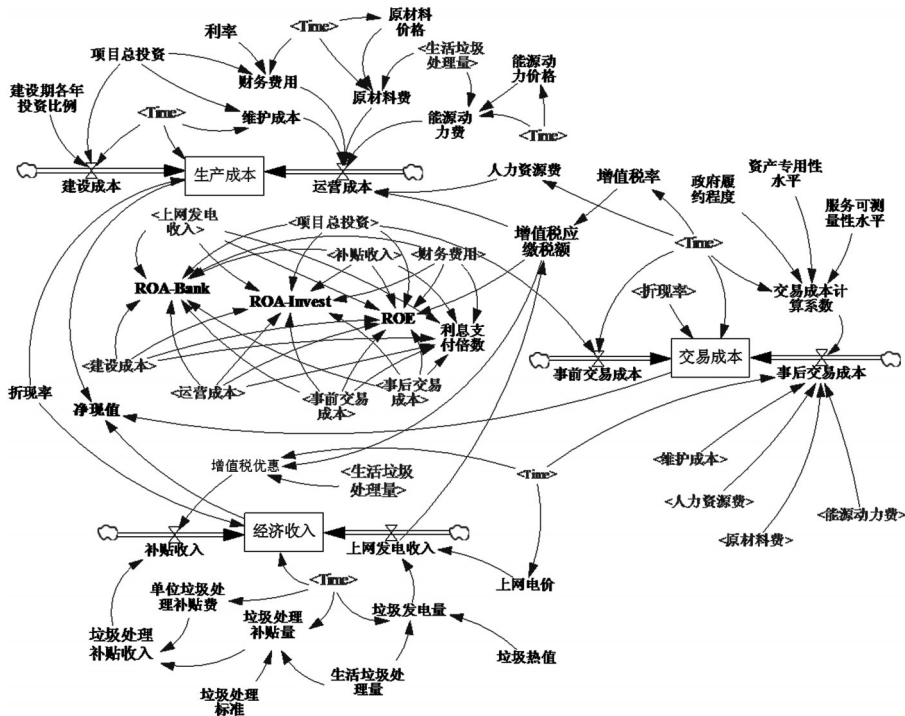 利率
<Time>
原材料
价格
<生活垃圾
处理量>
能源动
力价格
项目总投资
财务费用
原材料费
建设期各年
投资比例
<Time>
维护成本
能源动
力费
<Time>
建设成本
生产成本
运营成本
人力资源费
增值税率
政府履
约程度
资产专用性
水平
服务可测
量性水平
<上网发电
收入>
<项目总投资>
<补贴收入>
<财务费用>
增值税应
缴税额
<Time>
ROA-Bank
ROA-Invest
ROE
利息支
付倍数
<折现率>
交易成本计
算系数
<建设成本>
<运营成本>
<事前交易
成本>
<事后交易
成本>
事前交易成本
交易成本
事后交易成本
折现率
净现值
增值税优惠
<生活垃圾
处理量>
<Time>
<维护成本>
<人力资源费>
<原材料费>
<能源动力费>
补贴收入
经济收入
上网发电收入
上网电价
单位垃圾处
理补贴费
<Time>
垃圾处理
补贴收入
垃圾处理
补贴量
垃圾发电量
垃圾热值
垃圾处理
标准
生活垃圾处
理量